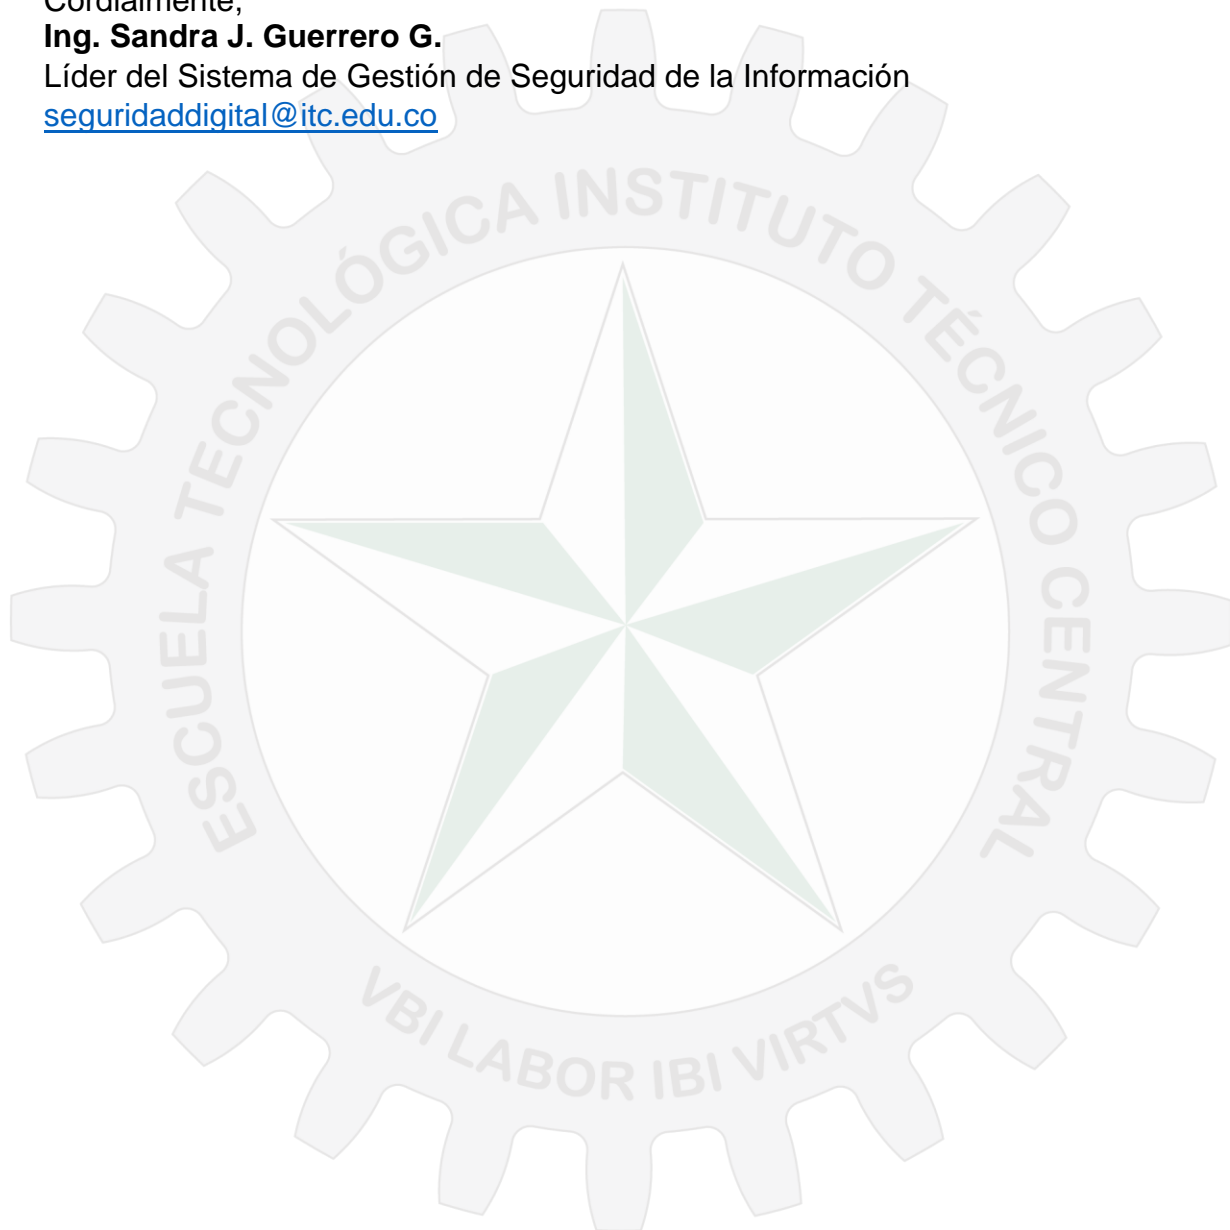 Cordialmente,
Ing. Sandra J. Guerrero G.
Líder del Sistema de Gestión de Seguridad de la Información
seguridaddigital@itc.edu.co
ESCUELA TECNOLÓGICA INSTITUTO TÉCNICO CENTRAL
VBI LABOR IBI VIRTVS